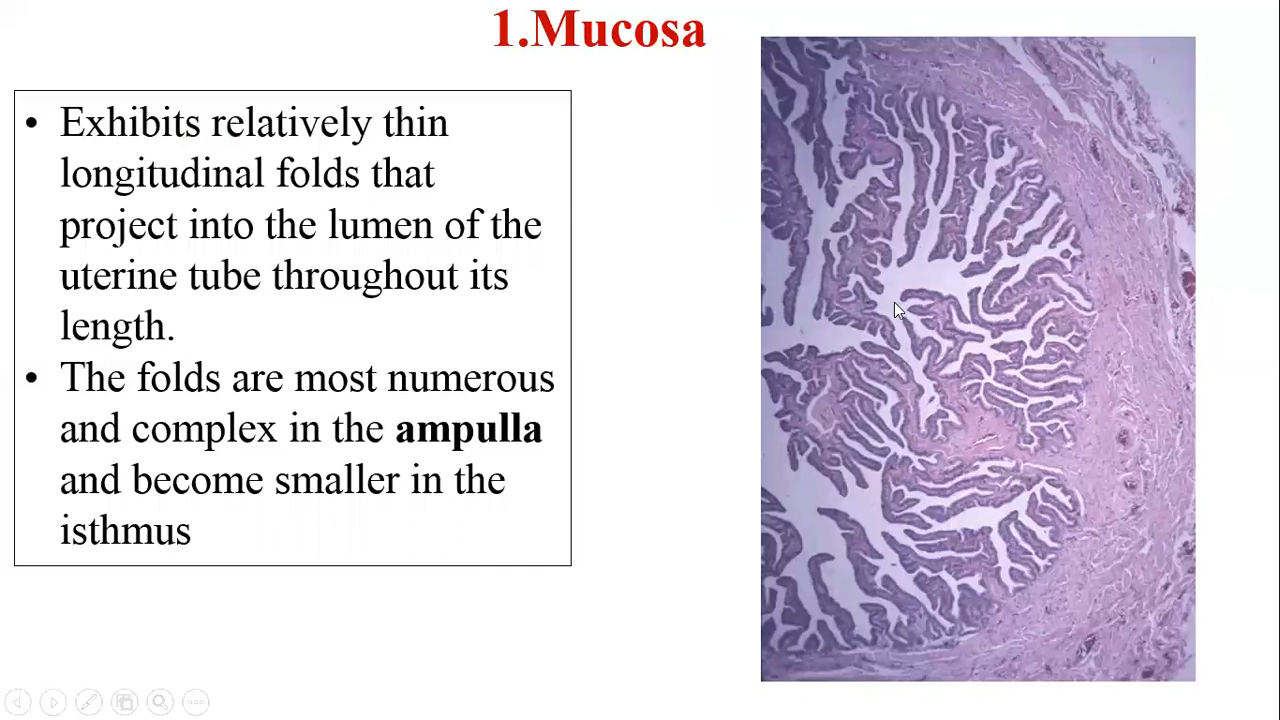 1.Mucosa
• Exhibits relatively thin
longitudinal folds that
project into the lumen of the
uterine tube throughout its
length.
• The folds are most numerous
and complex in the ampulla
and become smaller in the
isthmus